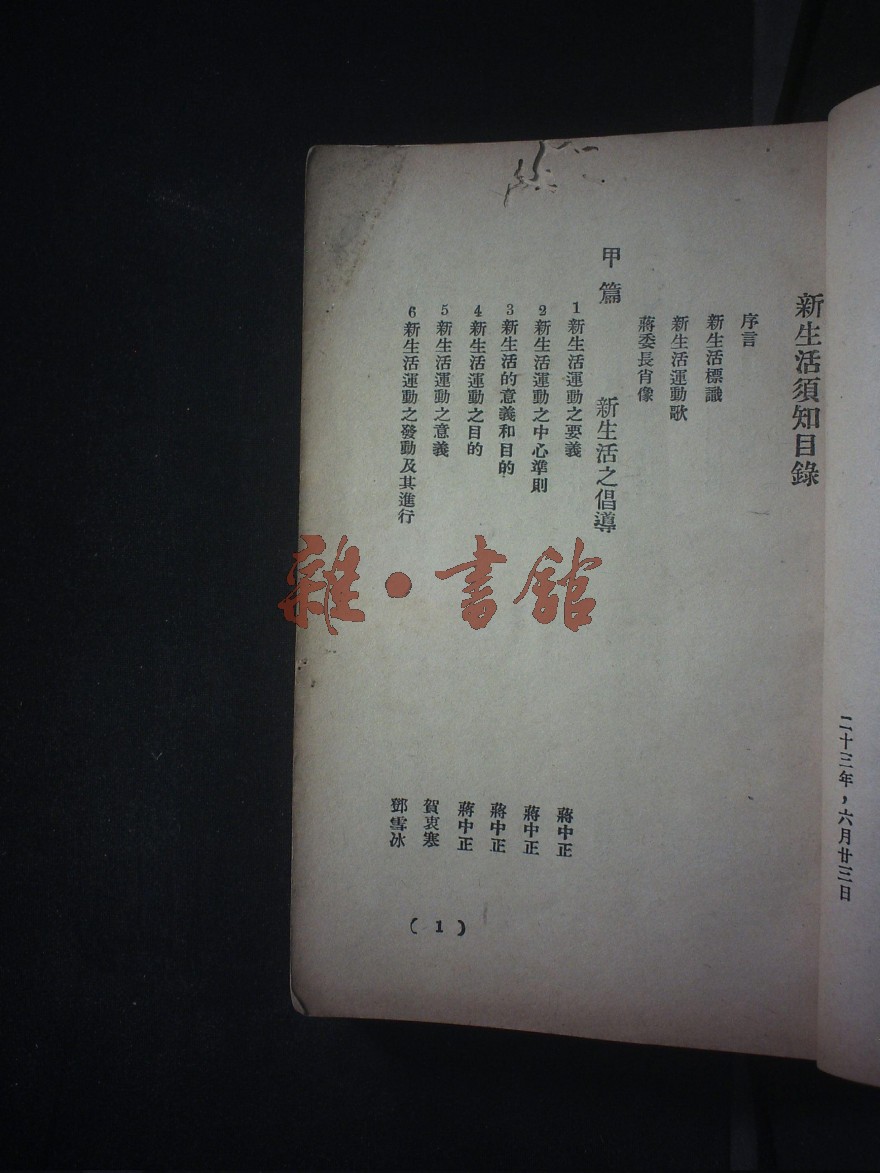 二十三年，六月廿三日
新生活須知目錄
序言
新生活標識
新生活運動歌
蔣委長肖像
甲篇 新生活之倡導
1 新生活運動之要義 蔣中正
2 新生活運動之中心準則 蔣中正
3 新生活的意義和目的 蔣中正
4 新生活運動之目的 蔣中正
5 新生活運動之意義 賀衷寒
6 新生活運動之發動及其進行 鄧雪冰
( 1 )
雜·書館